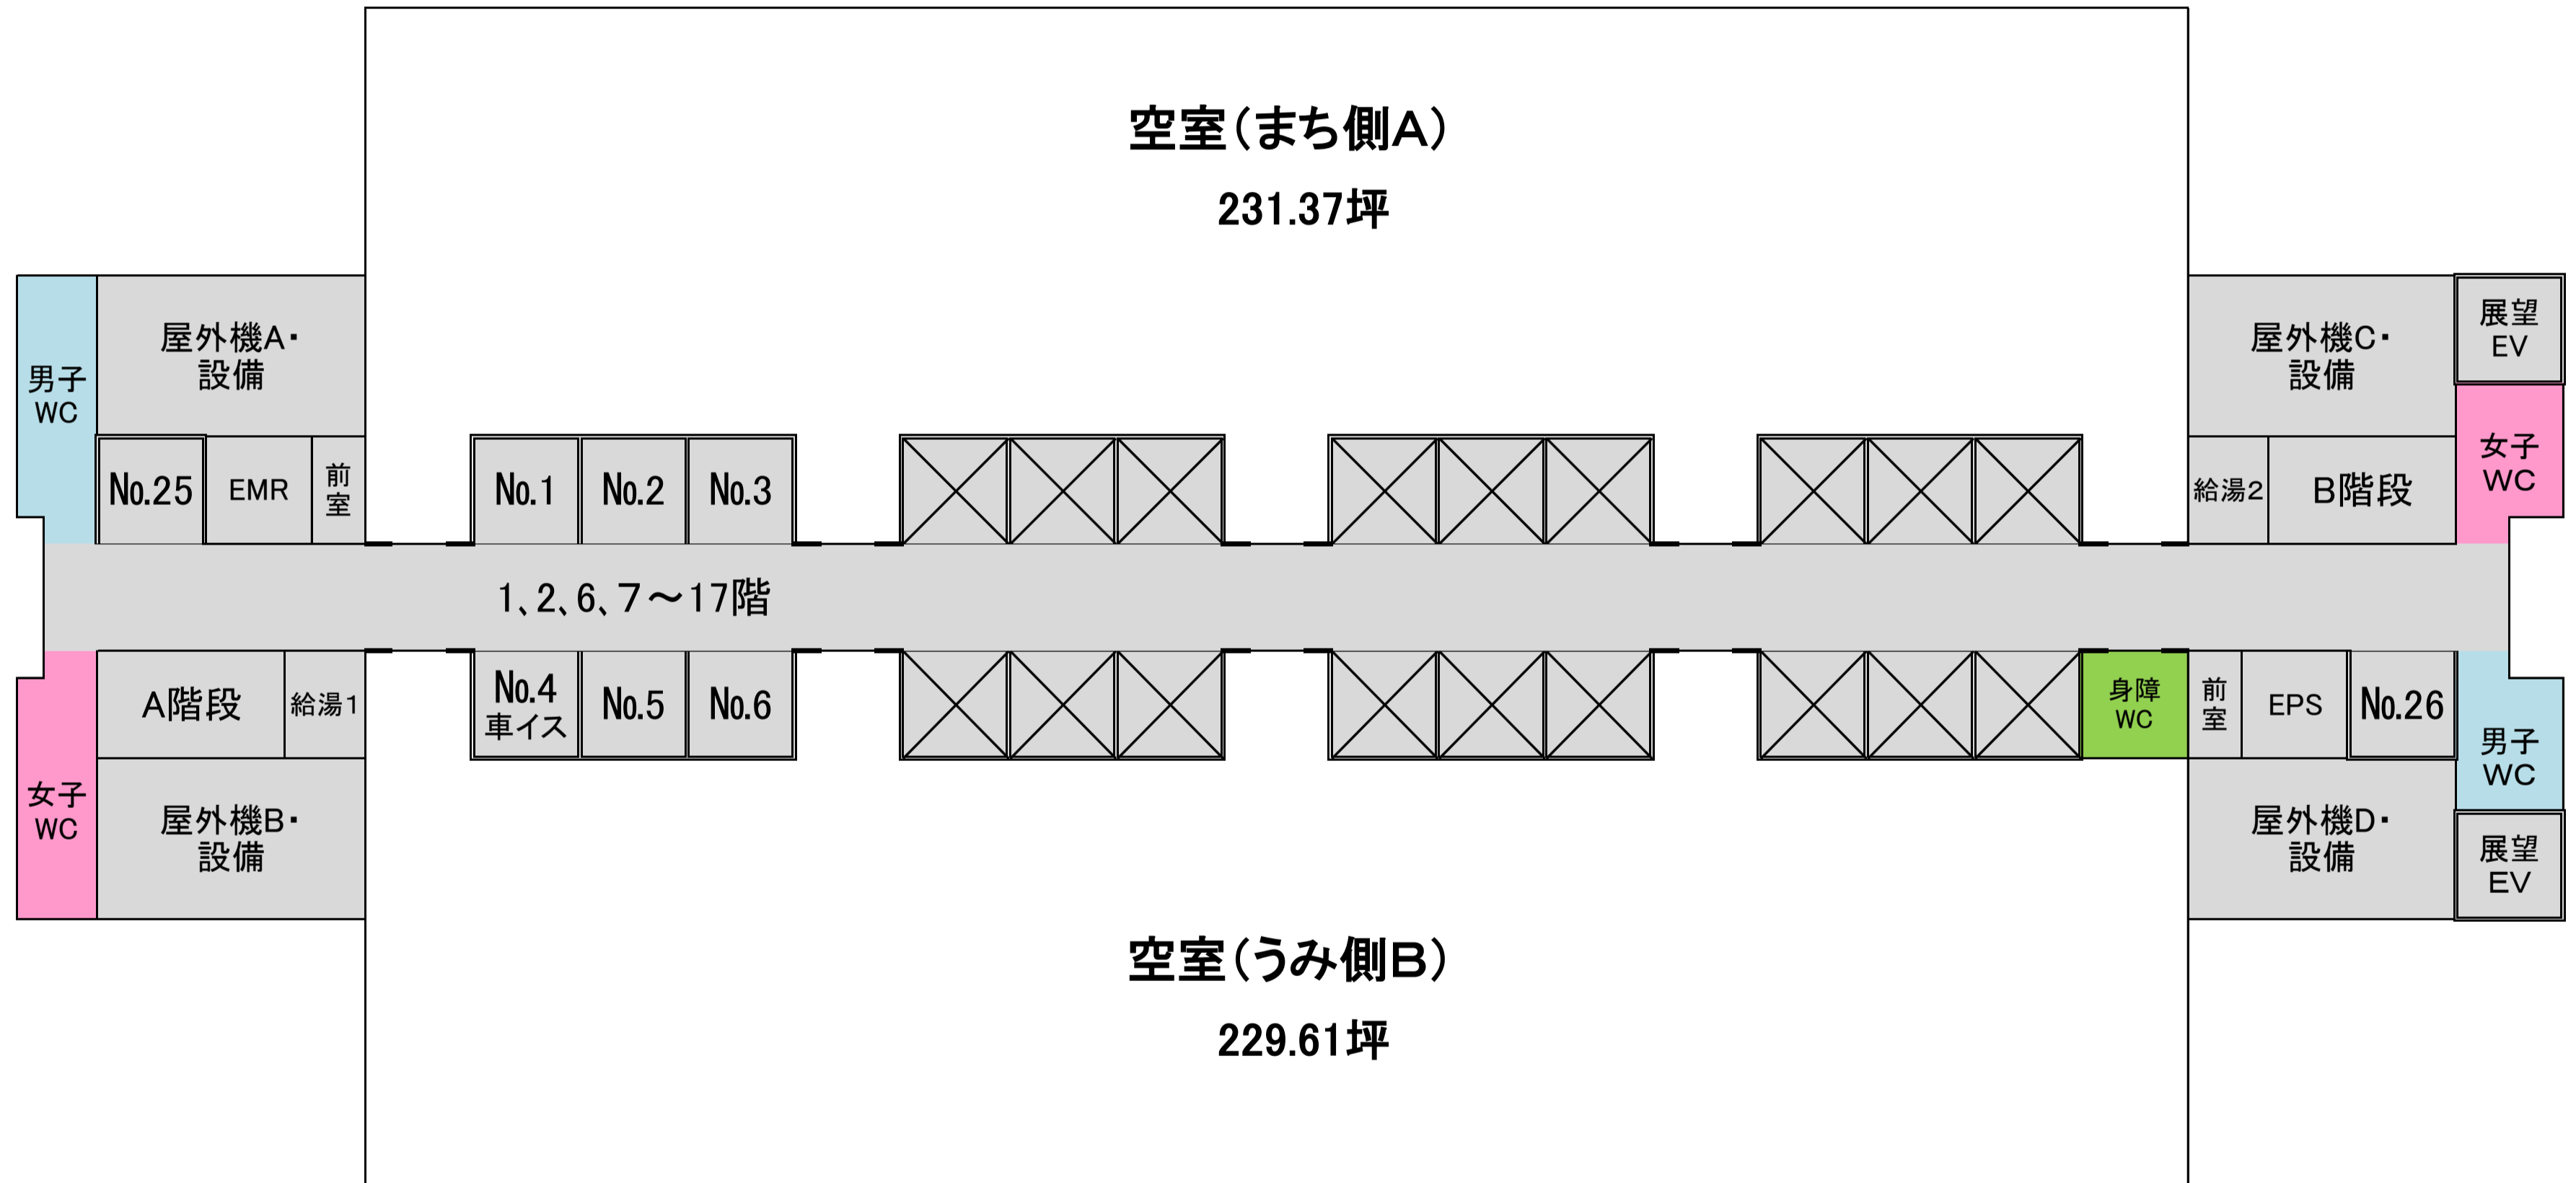 空室(まち側A)
231.37坪
男子
WC
屋外機A・
設備
№.25
EMR
前
室
№.1
№.2
№.3
屋外機C・
設備
展望
EV
給湯2
B階段
女子
WC
1、2、6、7～17階
女子
WC
A階段
給湯1
屋外機B・
設備
№.4
車イス
№.5
№.6
身障
WC
前
室
EPS
№.26
男子
WC
屋外機D・
設備
展望
EV
空室(うみ側B)
229.61坪